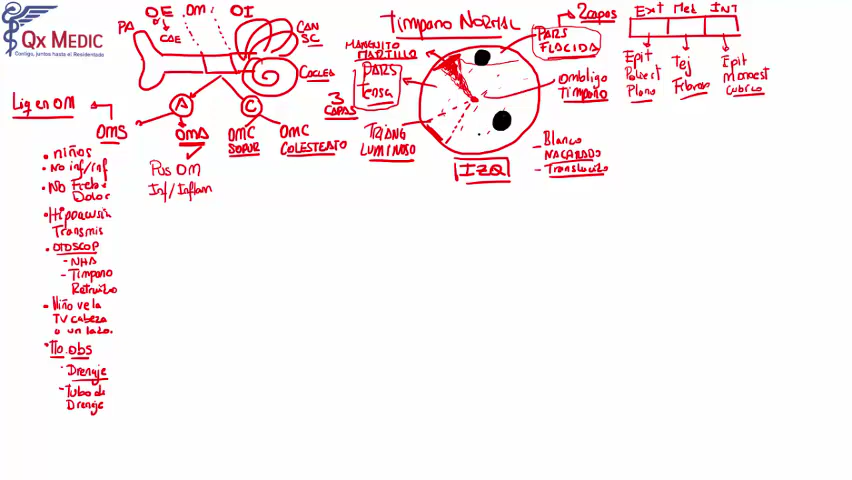 Qx MEDIC
Contigo, juntos hasta el Residentado
PA
OE
OM
OI
CAE
CAN
SC
COCLEA
Liq en OM
A
C
OMS
OMA
OMC
SUPUR
OMC
COLESTEATO
Pus OM
Inf/Inflam
• niños
• No inf/inf
• No Fiebre
Dolor
• Hipoacusia
Transmis
• OTOSCOP
- NHA
- Timpano
Retraido
• Niño ve la
TV cabeza
a un lado.
• Tto. obs
- Drenaje
- Tubo de
Drenaje
TIMPANO NORMAL
MANGUITO
MARTILLO
PARS
TENSA
3
CAPAS
TRIANG
LUMINOSO
IZQ
PARS
FLACIDA
2 capas
Ombligo
TIMPANO
- Blanco
NACARADO
- Translucido
EXT MED INT
Epit
Poliest
Plano
Tej
Fibroso
Epit
Monoest
cubico